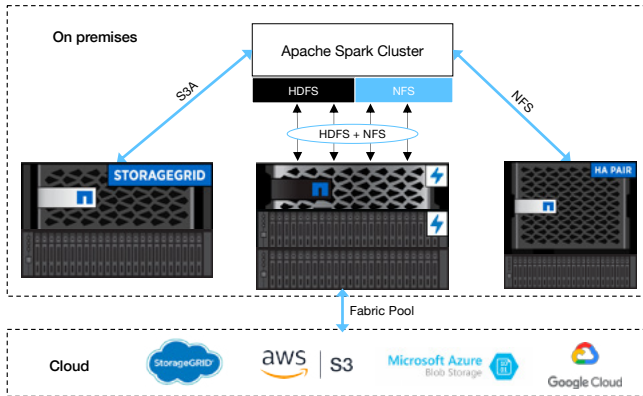 On premises
Apache Spark Cluster
HDFS
NFS
S3A
NFS
HDFS + NFS
STORAGEGRID
HA PAIR
Fabric Pool
Cloud
StorageGRID
aws
S3
Microsoft Azure
Blob Storage
Google Cloud